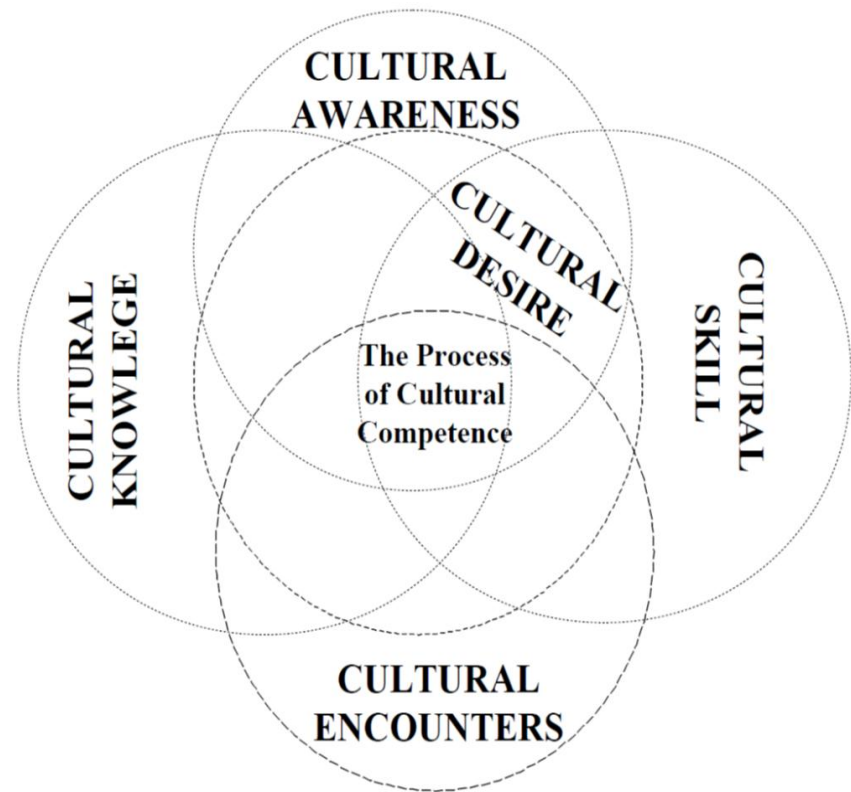 CULTURAL
AWARENESS
CULTURAL
DESIRE
CULTURAL
KNOWLEGE
The Process
of Cultural
Competence
CULTURAL
SKILL
CULTURAL
ENCOUNTERS